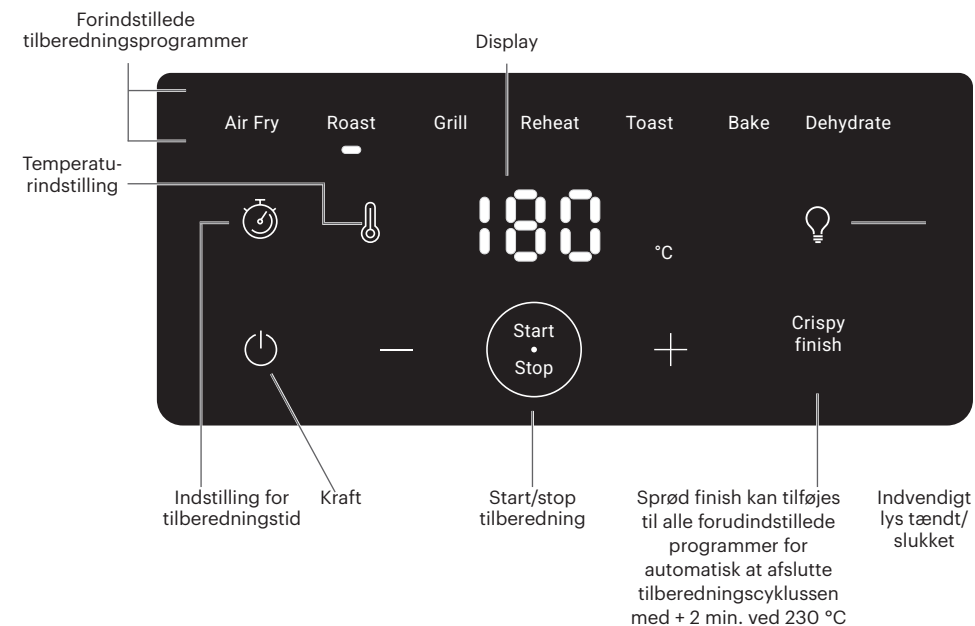 Forindstillede
tilberedningsprogrammer
Display
Air Fry
Roast
Grill
Reheat
Toast
Bake
Dehydrate
Temperatu-
rindstilling
180
°C
Start
Stop
Crispy
finish
Indstilling for
tilberedningstid
Kraft
Start/stop
tilberedning
Sprød finish kan tilføjes
til alle forudindstillede
programmer for
automatisk at afslutte
tilberedningscyklussen
med + 2 min. ved 230 °C
Indvendigt
lys tændt/
slukket